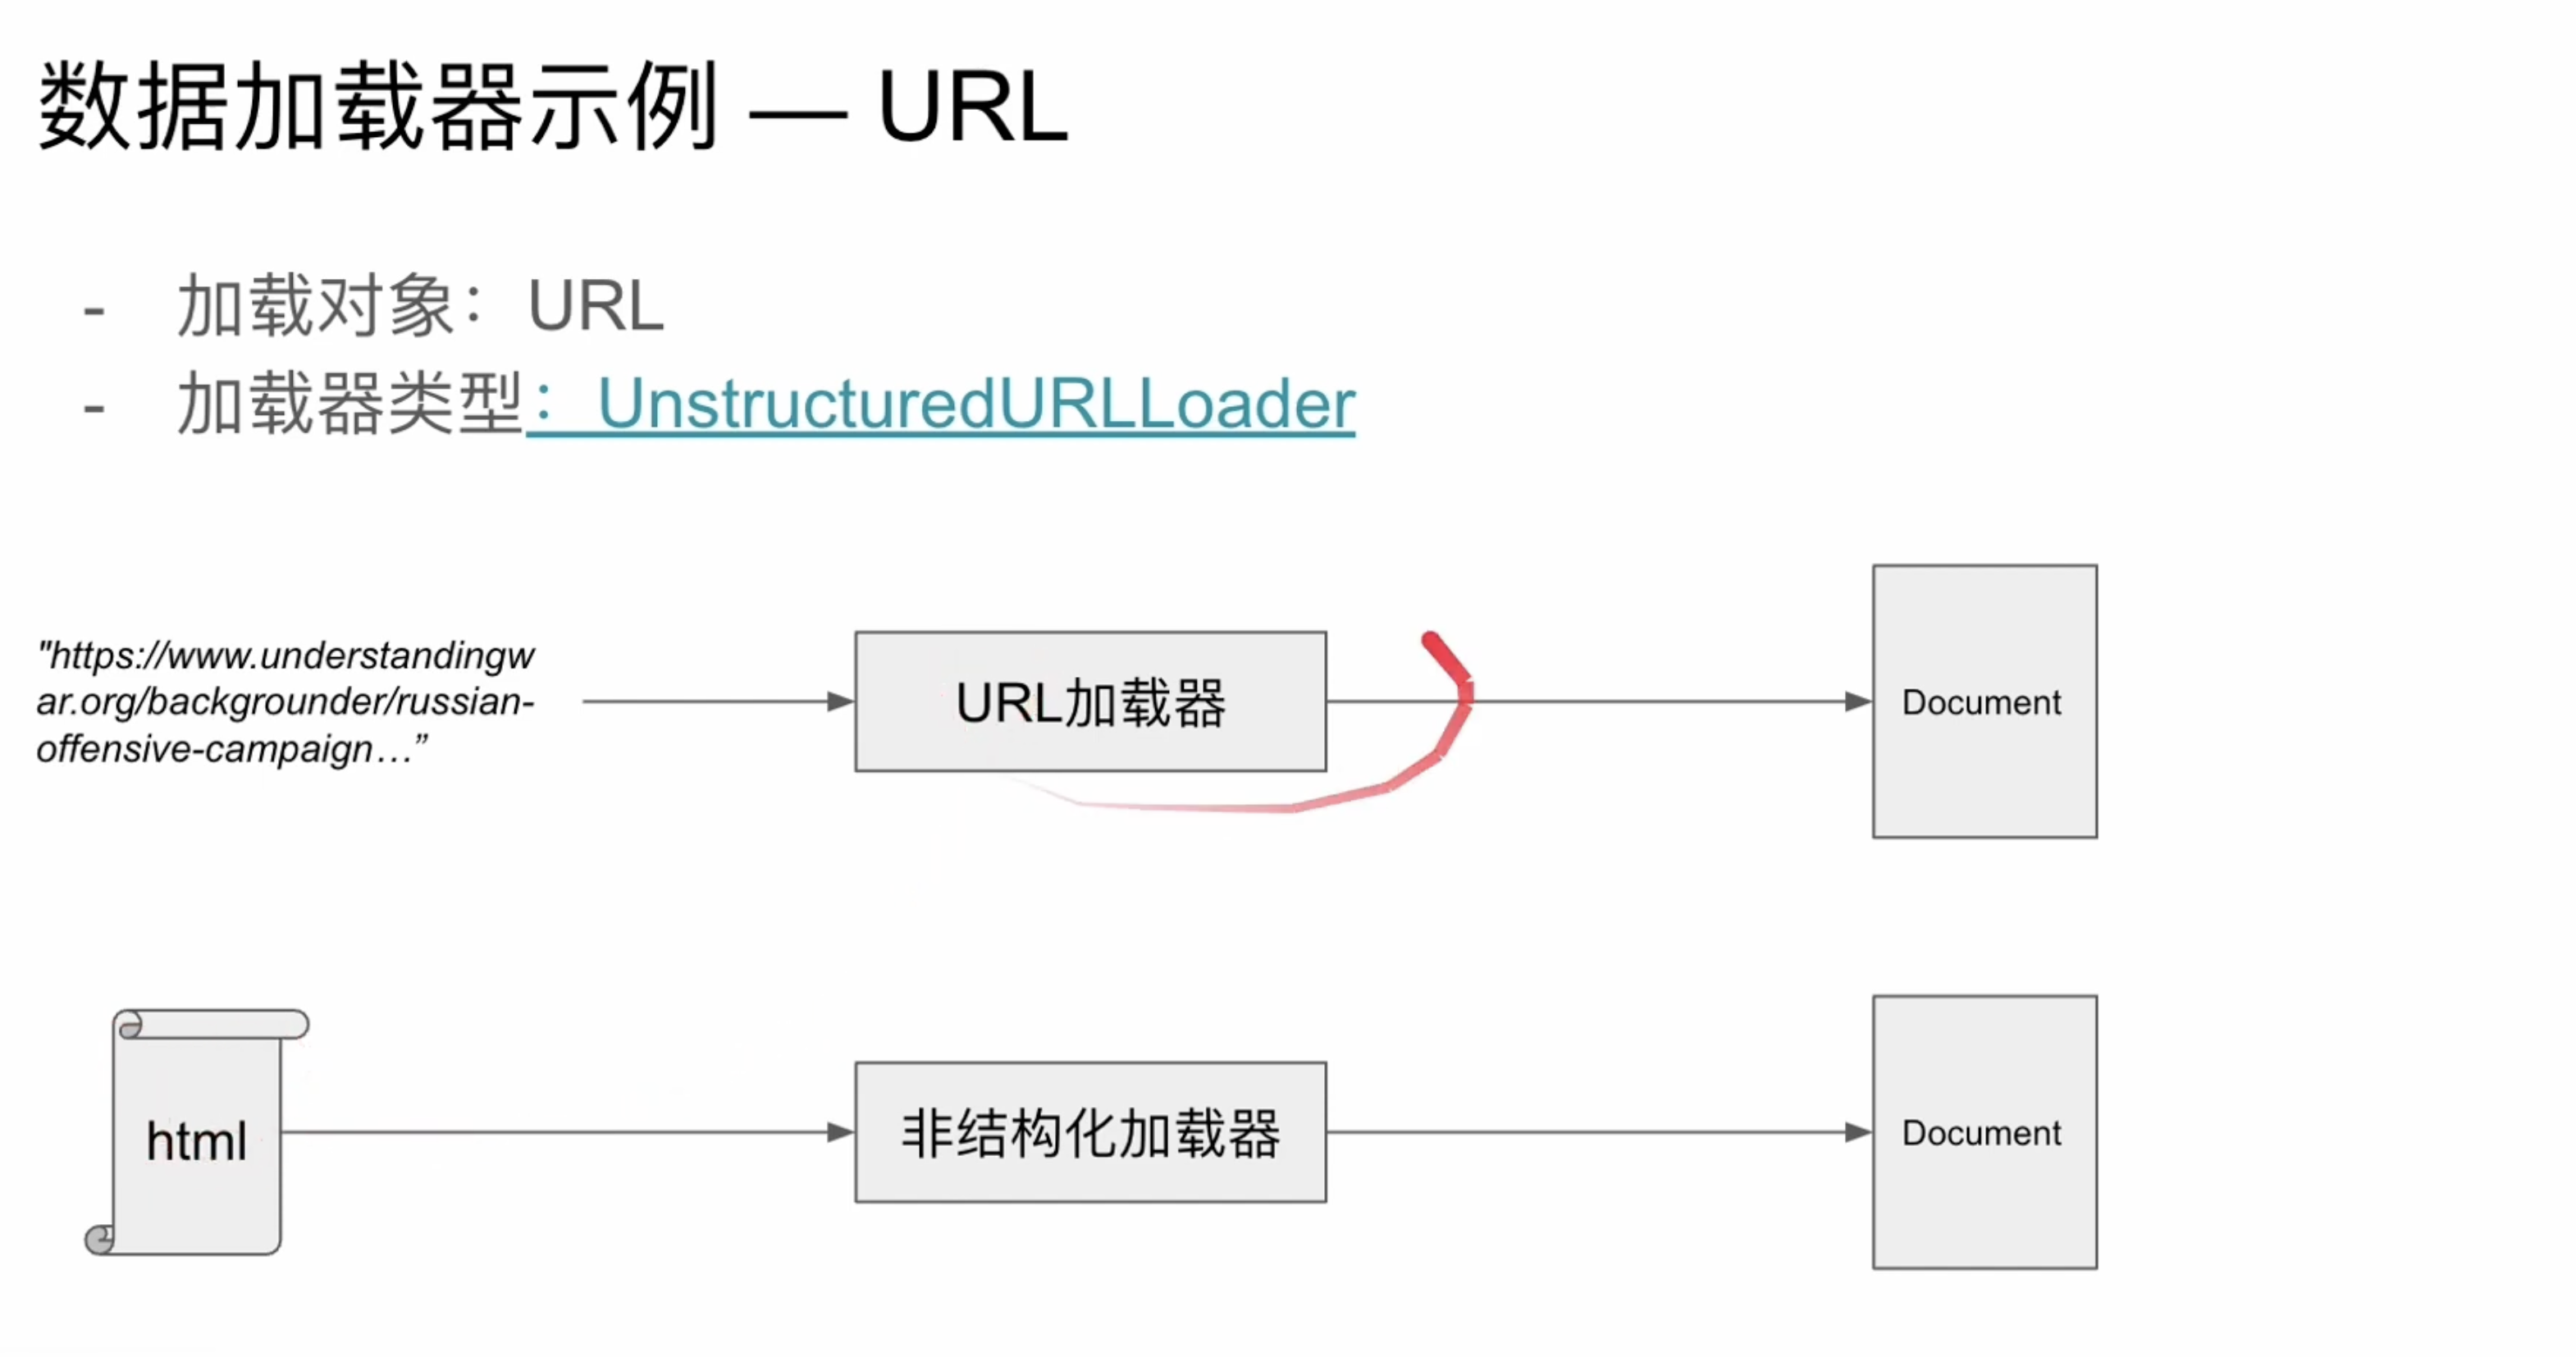 数据加载器示例 — URL
- 加载对象：URL
- 加载器类型：UnstructuredURLLoader
"https://www.understandingw
ar.org/backgrounder/russian-
offensive-campaign…”
URL加载器
Document
html
非结构化加载器
Document